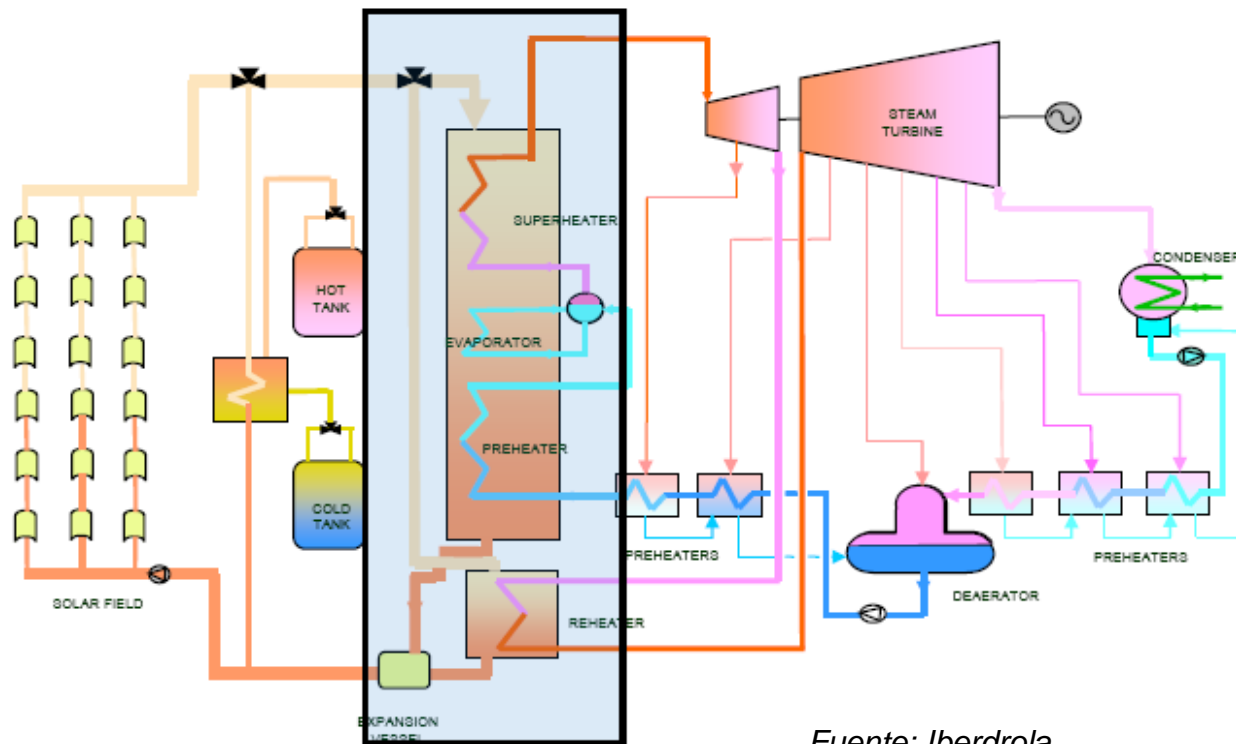 STEAM
TURBINE
SUPERHEATER
CONDENSER
HOT
TANK
EVAPORATOR
PREHEATER
COLD
TANK
PREHEATERS
PREHEATERS
SOLAR FIELD
DEAERATOR
REHEATER
EXPANSION
VESSEL
Fuente: Iberdrola